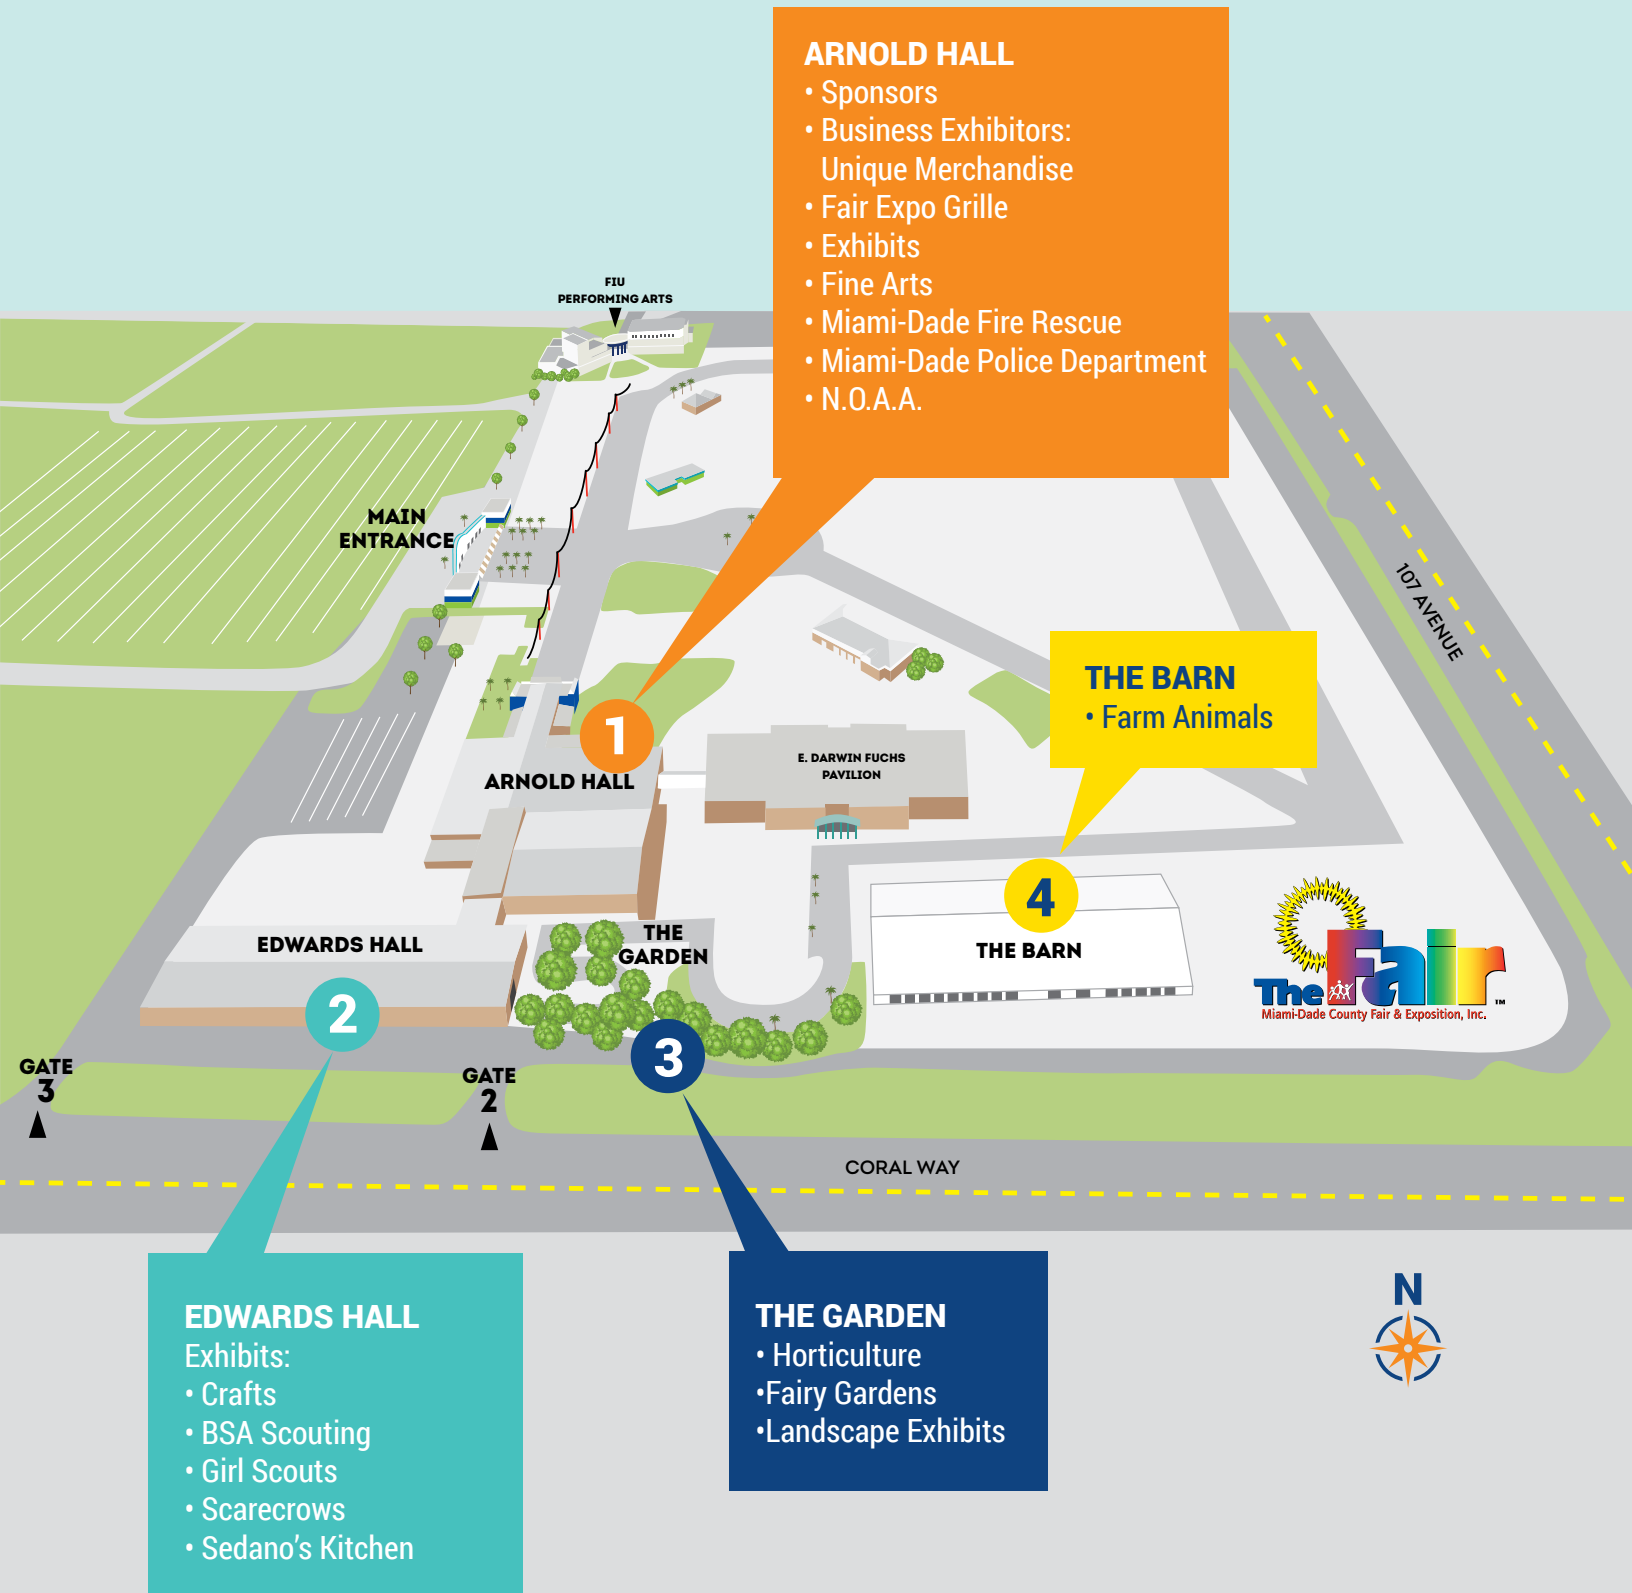 ARNOLD HALL
• Sponsors
• Business Exhibitors:
Unique Merchandise
• Fair Expo Grille
• Exhibits
• Fine Arts
• Miami-Dade Fire Rescue
• Miami-Dade Police Department
• N.O.A.A.
FIU
PERFORMING ARTS
MAIN
ENTRANCE
107 AVENUE
THE BARN
• Farm Animals
1
ARNOLD HALL
E. DARWIN FUCHS
PAVILION
4
THE BARN
THE
GARDEN
EDWARDS HALL
2
3
The Fair ™
Miami-Dade County Fair & Exposition, Inc.
GATE
3
GATE
2
CORAL WAY
EDWARDS HALL
Exhibits:
• Crafts
• BSA Scouting
• Girl Scouts
• Scarecrows
• Sedano's Kitchen
THE GARDEN
• Horticulture
•Fairy Gardens
•Landscape Exhibits
N